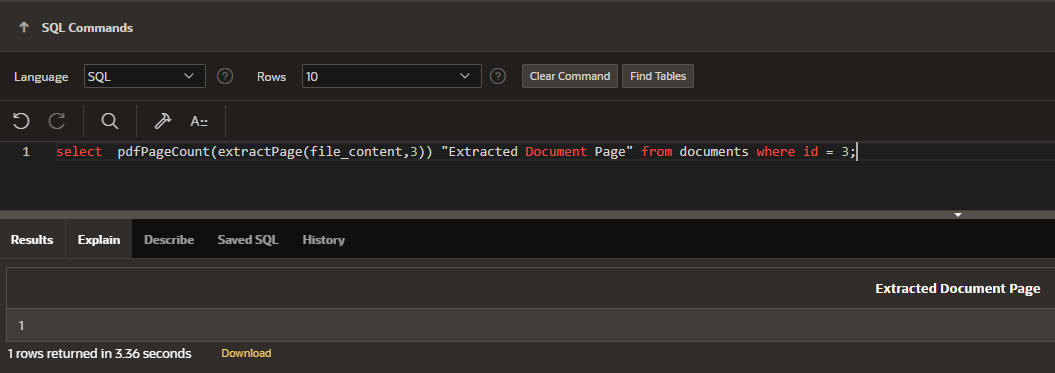 SQL Commands
Language SQL ? Rows 10 ? Clear Command Find Tables
A::
1 select  pdfPageCount(extractPage(file_content,3)) "Extracted Document Page" from documents where id = 3;
Results Explain Describe Saved SQL History
Extracted Document Page
1
1 rows returned in 3.36 seconds Download